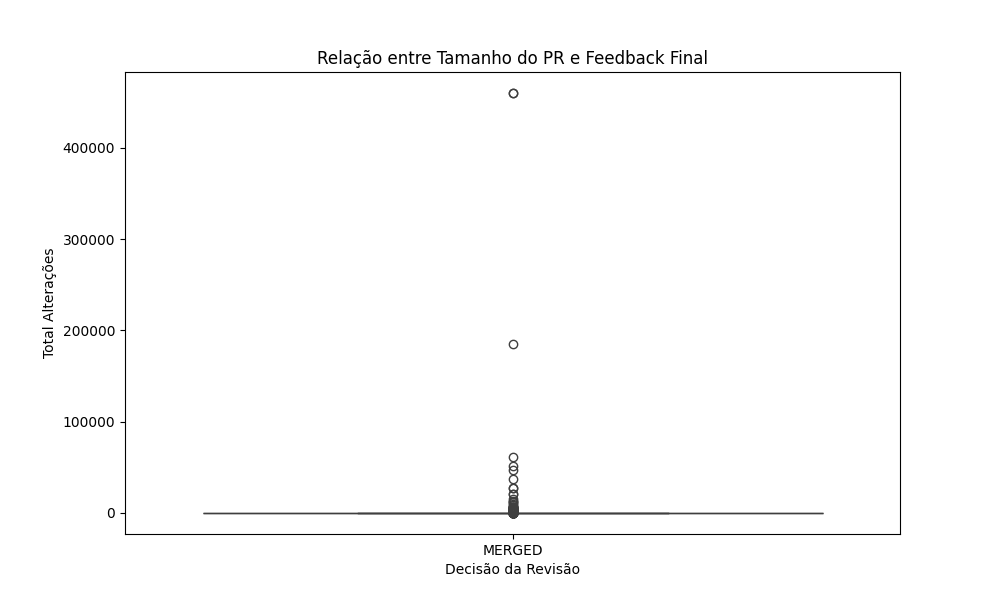 Relação entre Tamanho do PR e Feedback Final
Total Alterações
400000
300000
200000
100000
0
MERGED
Decisão da Revisão